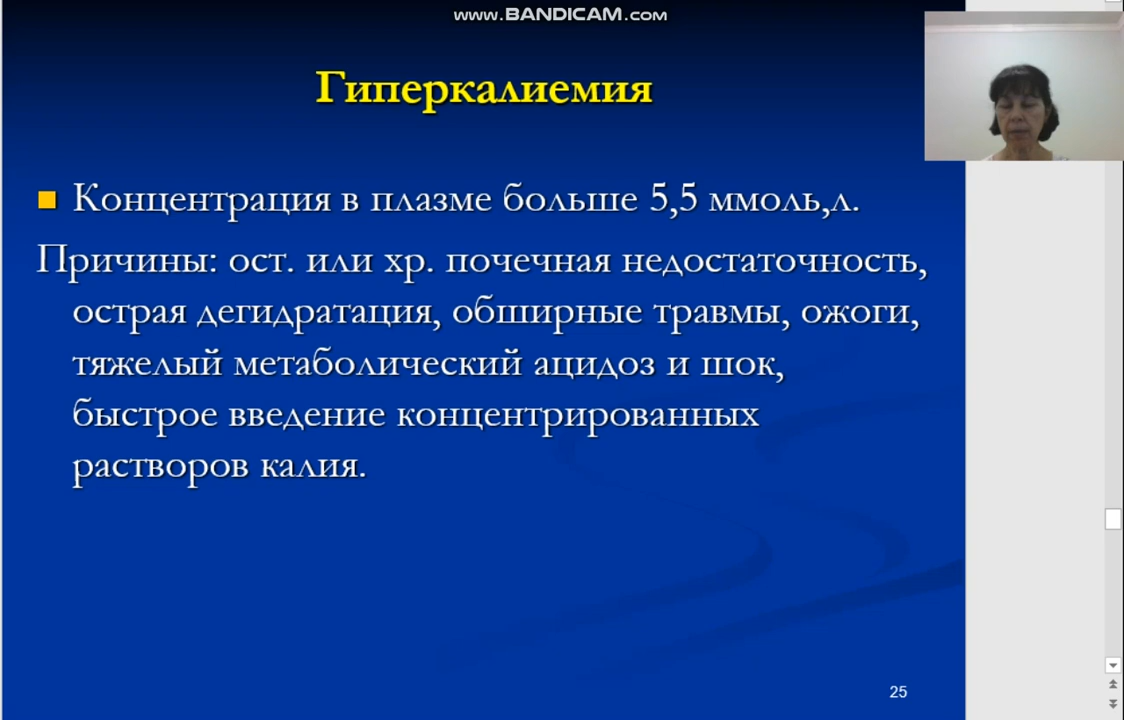 www.BANDICAM.com
Гиперкалиемия
Концентрация в плазме больше 5,5 ммоль,л.
Причины: ост. или хр. почечная недостаточность,
острая дегидратация, обширные травмы, ожоги,
тяжелый метаболический ацидоз и шок,
быстрое введение концентрированных
растворов калия.
25